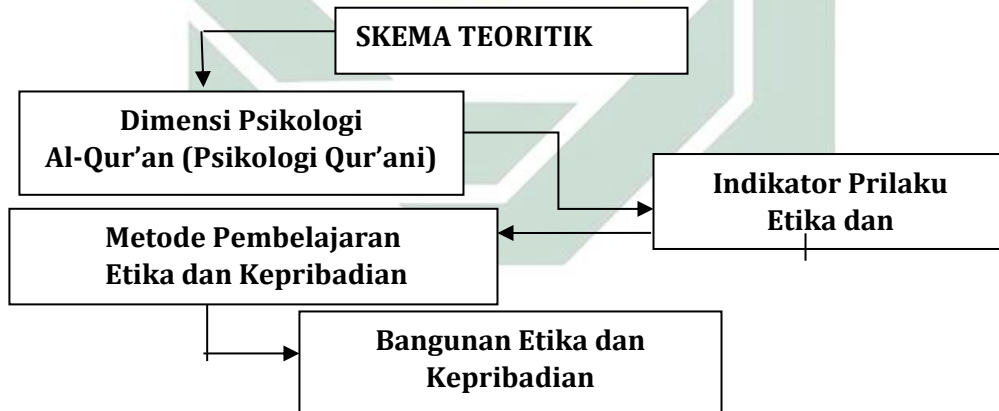 SKEMA TEORITIK
Dimensi Psikologi
Al-Qur’an (Psikologi Qur’ani)
Indikator Prilaku
Etika dan
Metode Pembelajaran
Etika dan Kepribadian
Bangunan Etika dan
Kepribadian